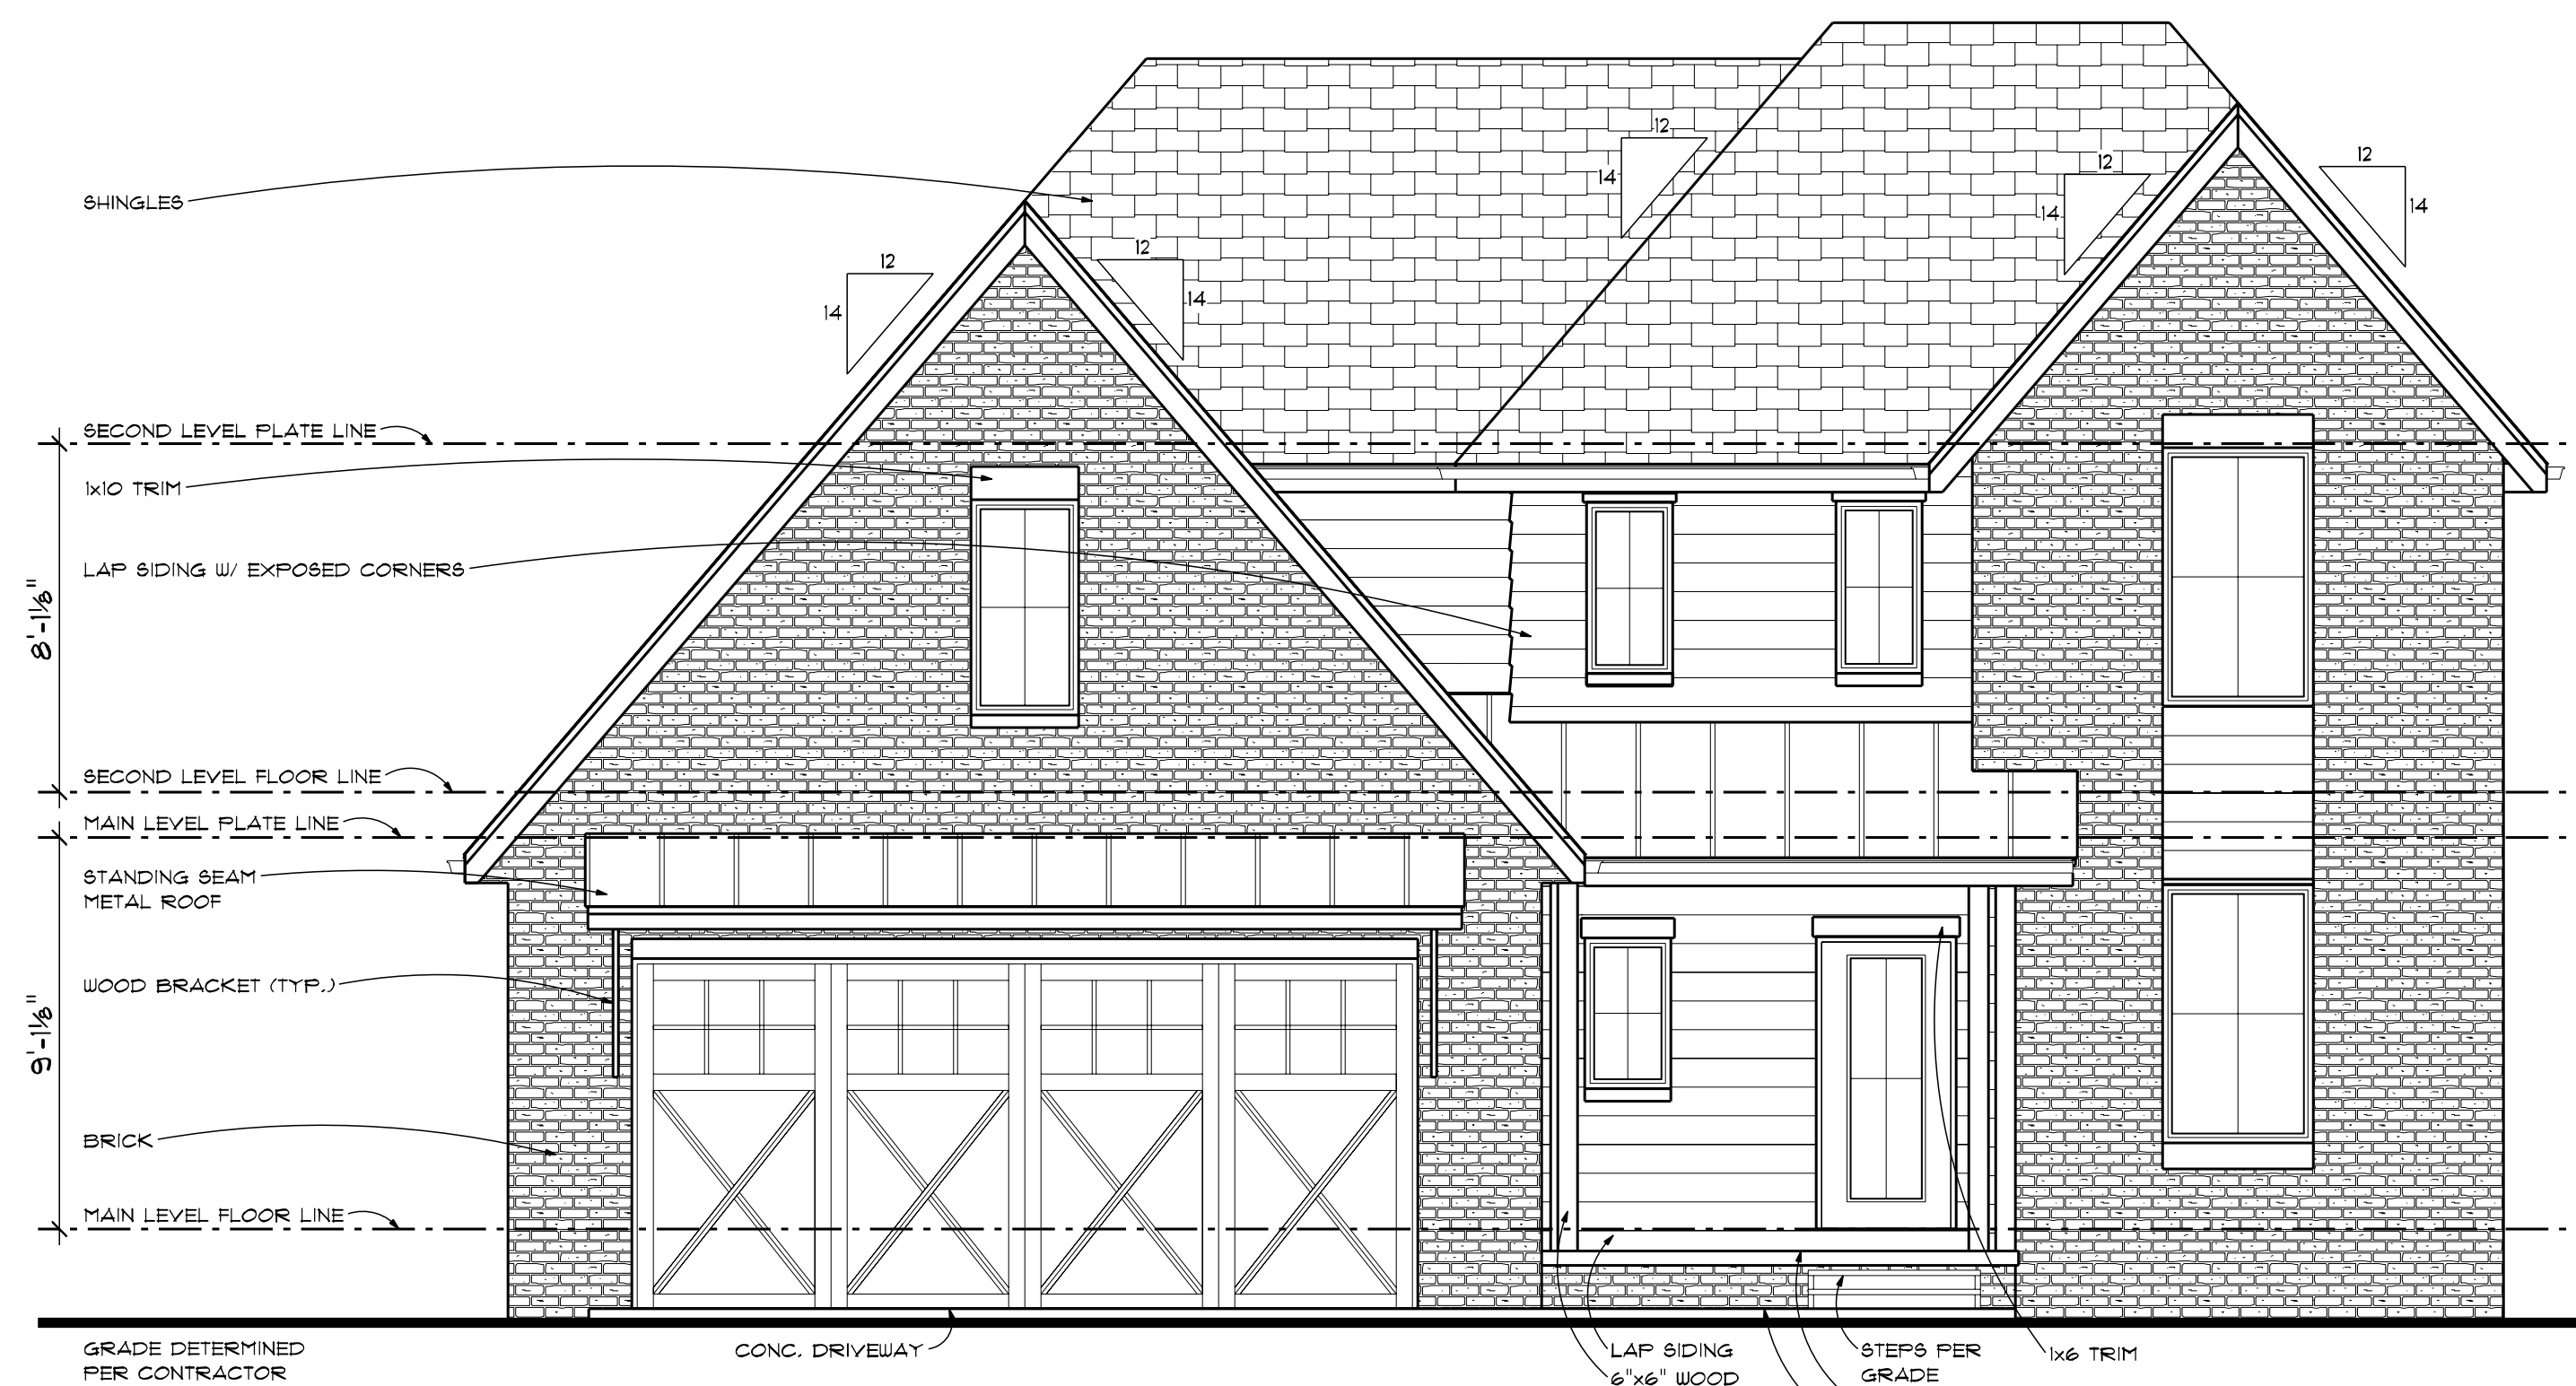 12
12
12
12
14
14
SHINGLES
14
12
12
14
14
SECOND LEVEL PLATE LINE
1x10 TRIM
LAP SIDING W/ EXPOSED CORNERS
8'-1⅛"
SECOND LEVEL FLOOR LINE
MAIN LEVEL PLATE LINE
STANDING SEAM
METAL ROOF
WOOD BRACKET (TYP.)
9'-1⅛"
BRICK
MAIN LEVEL FLOOR LINE
GRADE DETERMINED
PER CONTRACTOR
CONC. DRIVEWAY
LAP SIDING
6"x6" WOOD
STEPS PER
GRADE
1x6 TRIM